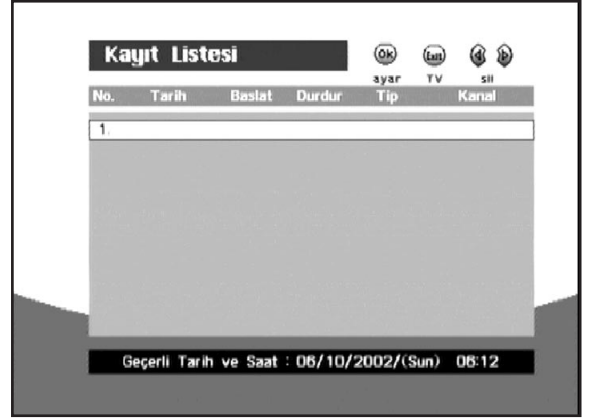 Kayıt Listesi
Ok Exit
ayar TV sil
No. Tarih Baslat Durdur Tip Kanal
1.
Geçerli Tarih ve Saat : 06/10/2002/(Sun) 06:12